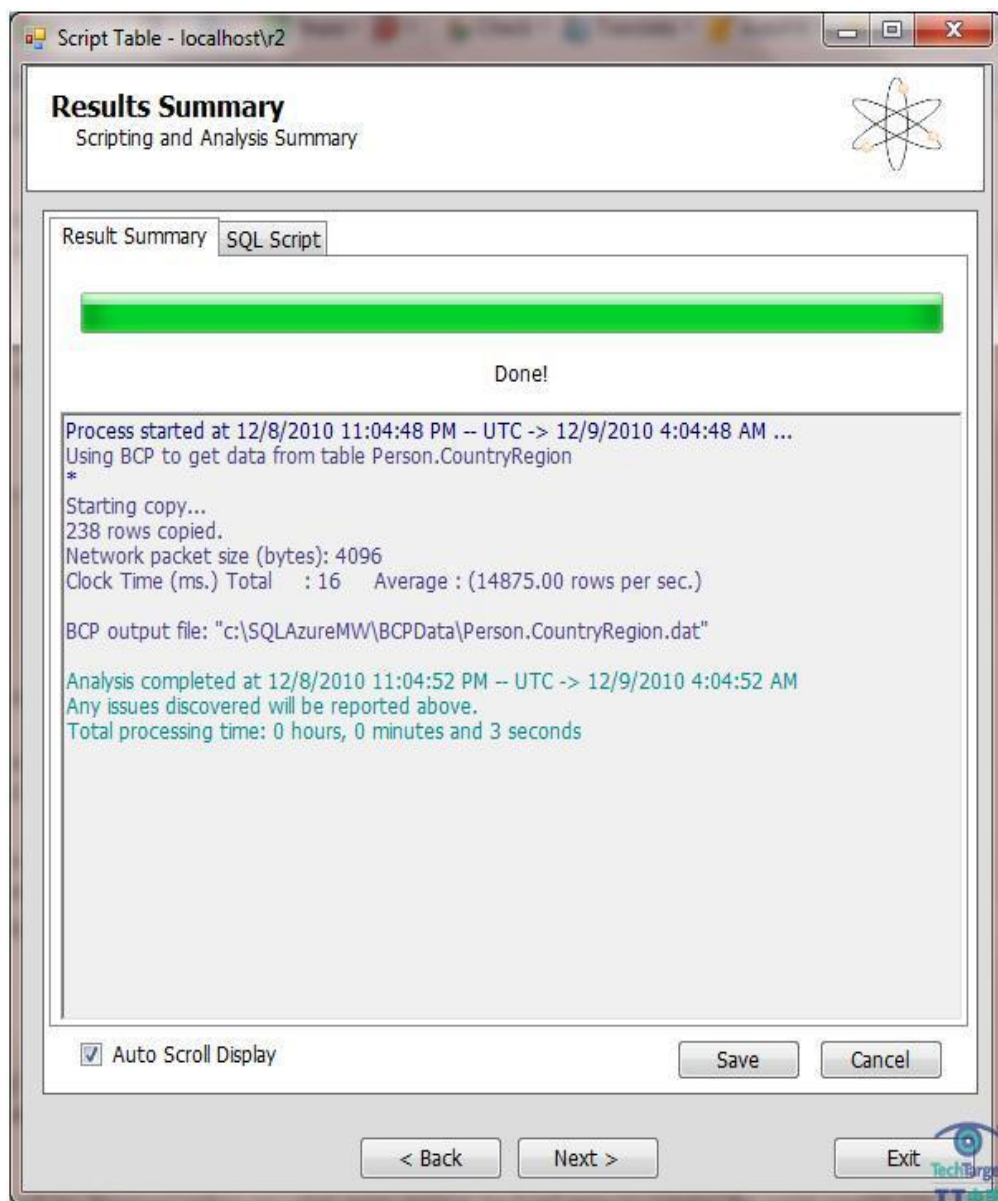 Script Table - localhost\r2
Results Summary
Scripting and Analysis Summary
Result Summary
SQL Script
Done!
Process started at 12/8/2010 11:04:48 PM -- UTC -> 12/9/2010 4:04:48 AM ...
Using BCP to get data from table Person.CountryRegion
*
Starting copy...
238 rows copied.
Network packet size (bytes): 4096
Clock Time (ms.) Total     : 16     Average : (14875.00 rows per sec.)
BCP output file: "c:\SQLAzureMW\BCPData\Person.CountryRegion.dat"
Analysis completed at 12/8/2010 11:04:52 PM -- UTC -> 12/9/2010 4:04:52 AM
Any issues discovered will be reported above.
Total processing time: 0 hours, 0 minutes and 3 seconds
Auto Scroll Display
Save
Cancel
< Back
Next >
Exit